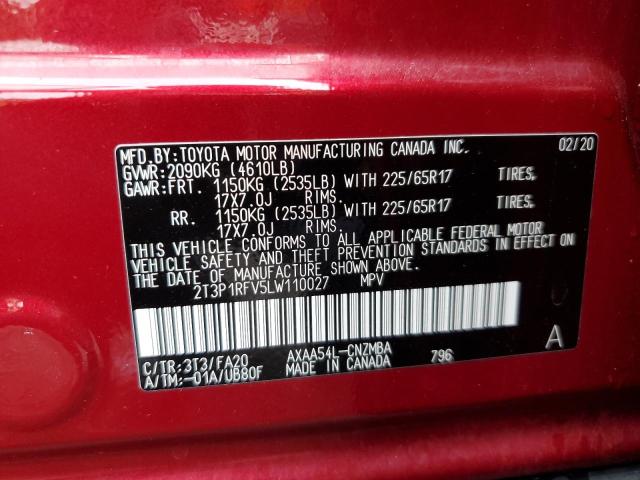 MFD.BY:TOYOTA MOTOR MANUFACTURING CANADA INC. 02/20
GVWR:2090KG (4610LB)
GAWR:FRT. 1150KG (2535LB) WITH 225/65R17 TIRES,
17X7.0J RIMS.
RR. 1150KG (2535LB) WITH 225/65R17 TIRES,
17X7.0J RIMS.
THIS VEHICLE CONFORMS TO ALL APPLICABLE FEDERAL MOTOR
VEHICLE SAFETY AND THEFT PREVENTION STANDARDS IN EFFECT ON
THE DATE OF MANUFACTURE SHOWN ABOVE.
2T3P1RFV5LW110027 MPV
A
C/TR:3T3/FA20 AXAA54L-CNZMBA 796
A/TM:-01A/UB80F MADE IN CANADA